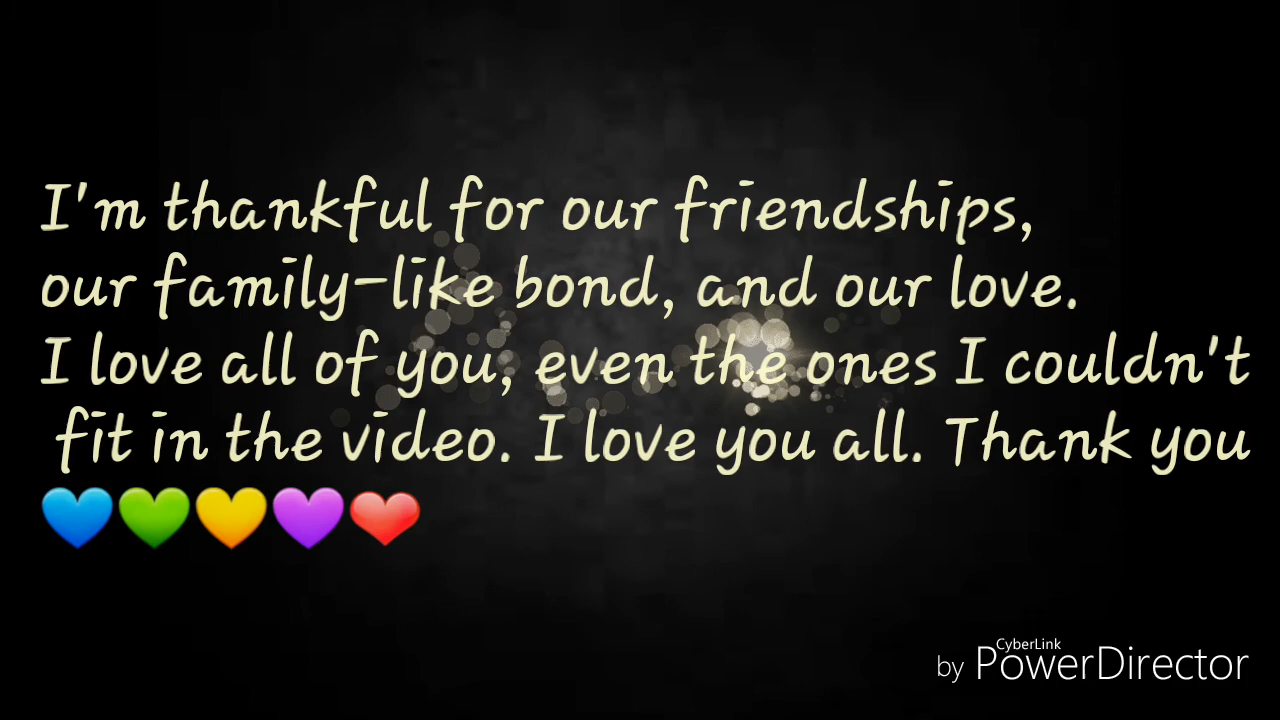 I'm thankful for our friendships,
our family-like bond, and our love.
I love all of you, even the ones I couldn't
fit in the video. I love you all. Thank you
💙💚💛💜❤️
CyberLink
by PowerDirector